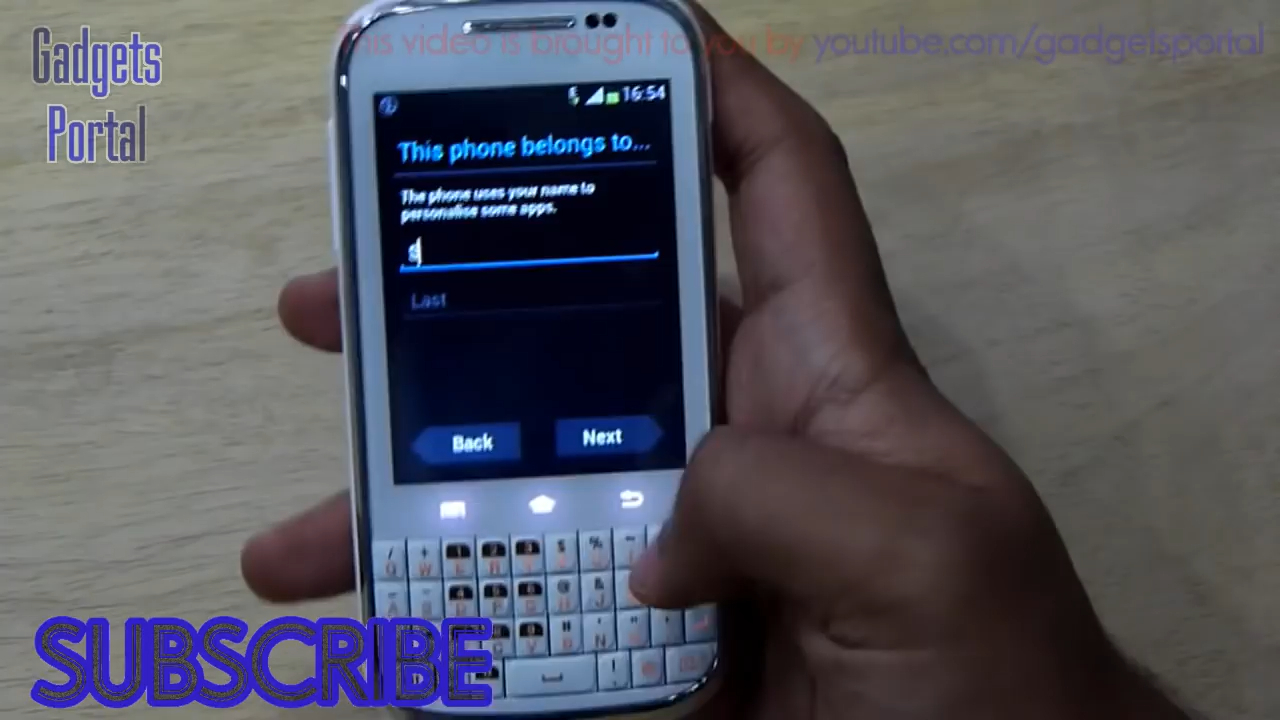 This video is brought to you by youtube.com/gadgetsportal
Gadgets
Portal
16:54
This phone belongs to...
The phone uses your name to
personalise some apps.
S
Last
Back
Next
SUBSCRIBE